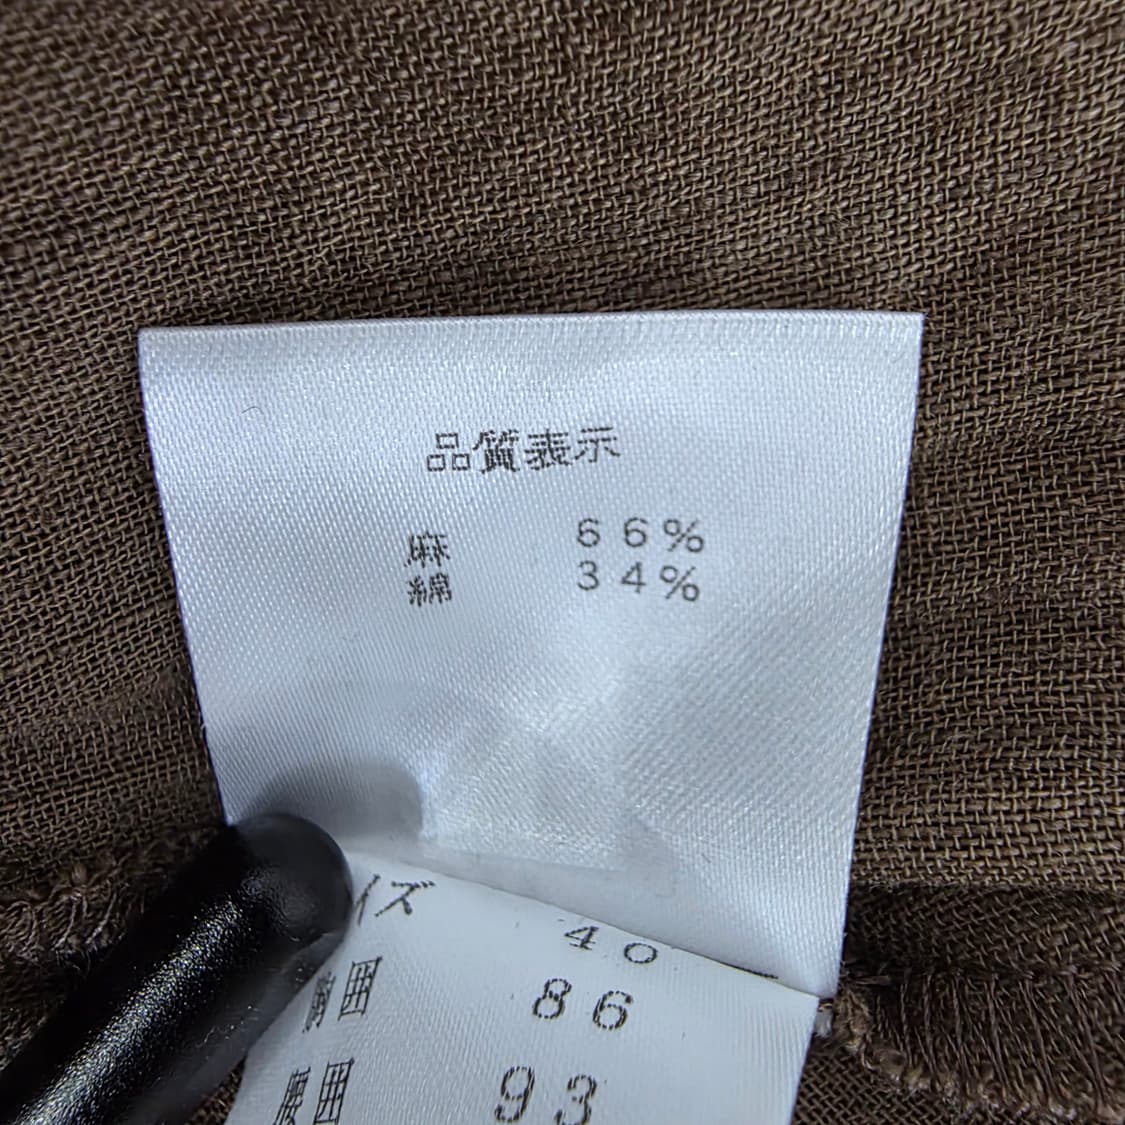 品質表示
麻 66%
綿 34%
イズ 40
胸囲 86
腰囲 93